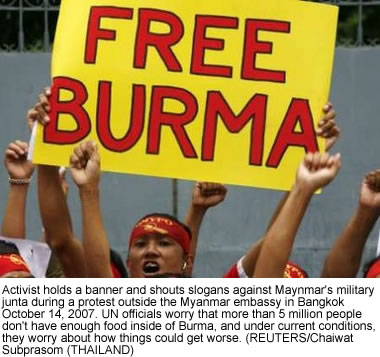 FREE
BURMA
Activist holds a banner and shouts slogans against Maynmar's military
junta during a protest outside the Myanmar embassy in Bangkok
October 14, 2007. UN officials worry that more than 5 million people
don't have enough food inside of Burma, and under current conditions,
they worry about how things could get worse. (REUTERS/Chaiwat
Subprasom (THAILAND)